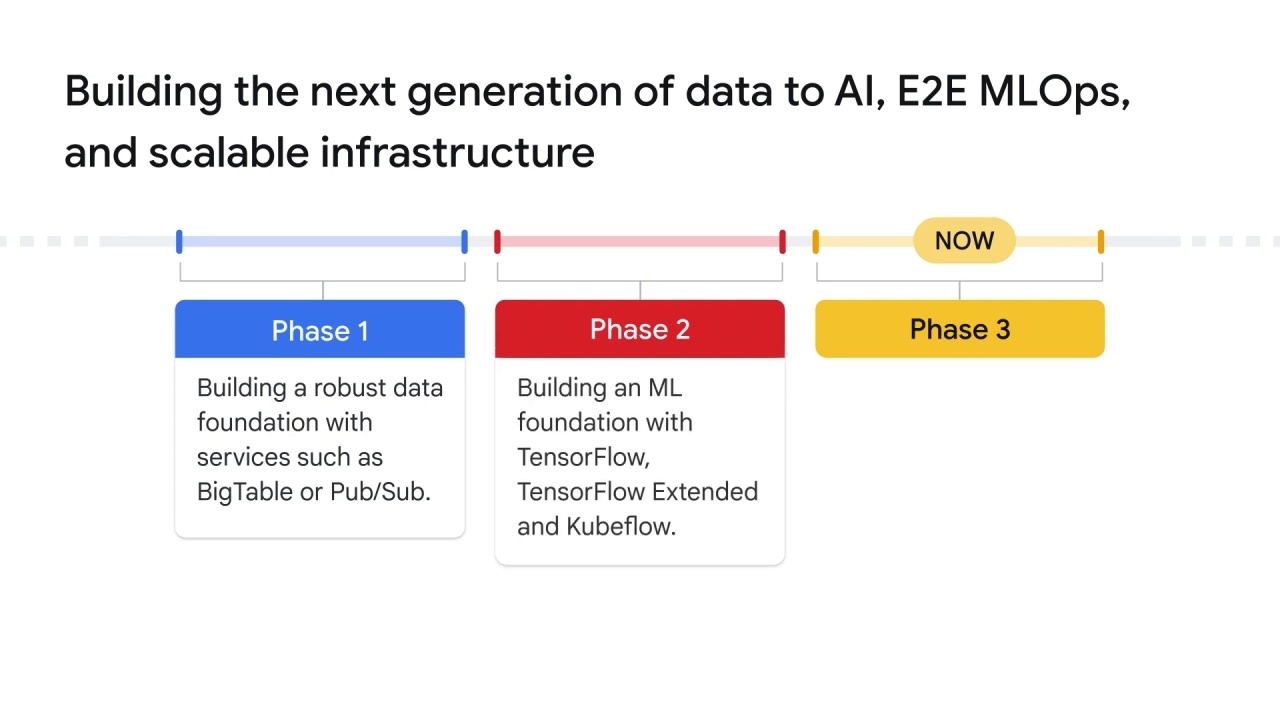 Building the next generation of data to AI, E2E MLOps,
and scalable infrastructure
NOW
Phase 1
Building a robust data
foundation with
services such as
BigTable or Pub/Sub.
Phase 2
Building an ML
foundation with
TensorFlow,
TensorFlow Extended
and Kubeflow.
Phase 3